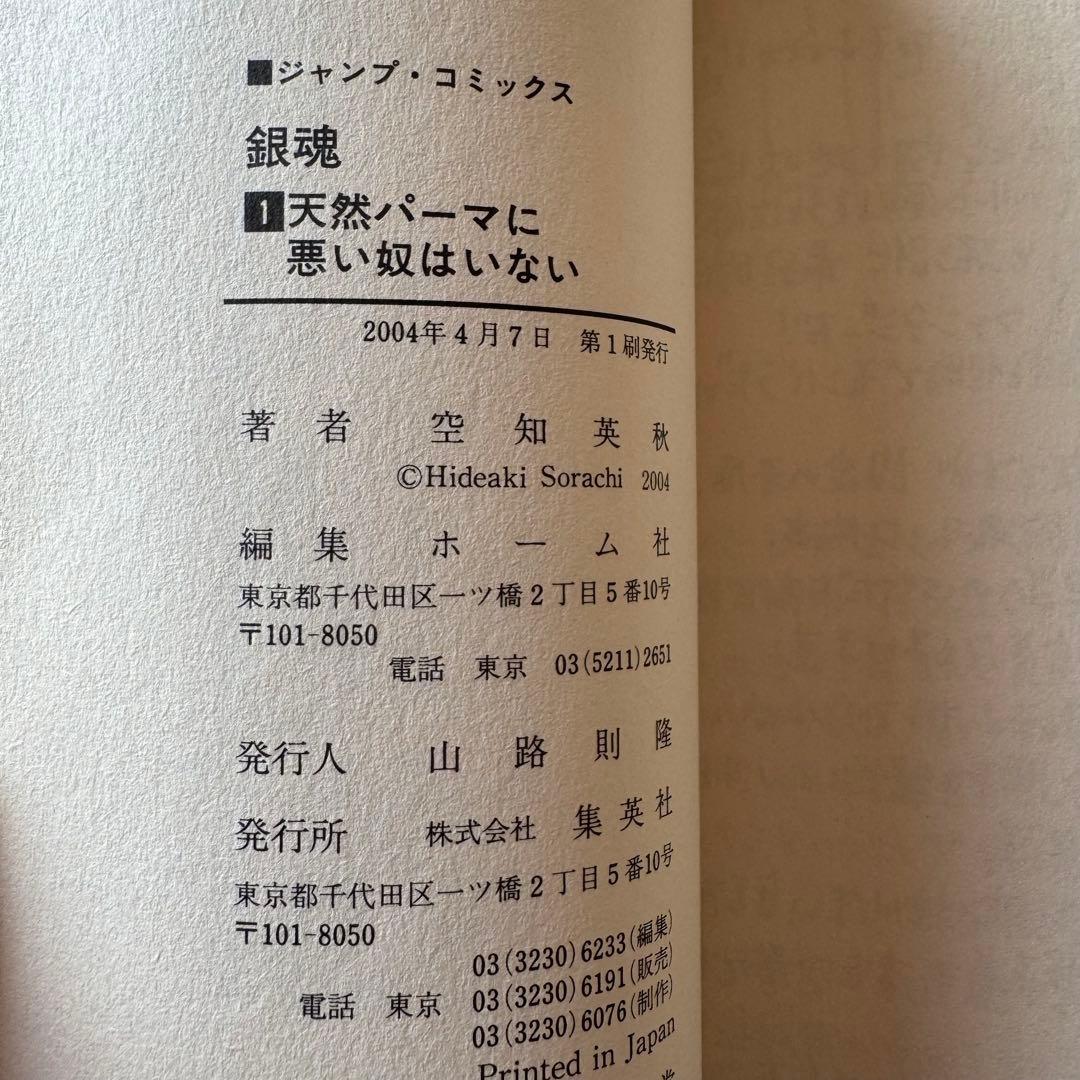 ■ジャンプ・コミックス
銀魂
1 天然パーマに
悪い奴はいない
2004年4月7日 第1刷発行
著者 空知英秋
©Hideaki Sorachi 2004
編集 ホーム社
東京都千代田区一ツ橋2丁目5番10号
〒101-8050
電話 東京 03(5211)2651
発行人 山路則隆
発行所 株式会社 集英社
東京都千代田区一ツ橋2丁目5番10号
〒101-8050
03(3230)6233(編集)
電話 東京 03(3230)6191(販売)
03(3230)6076(制作)
Printed in Japan